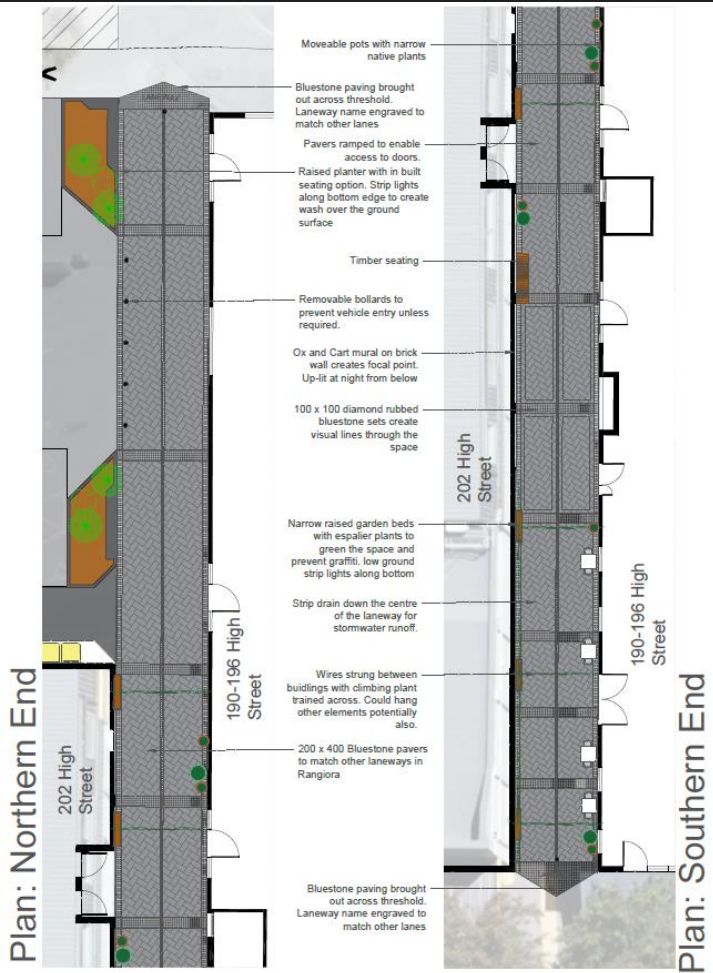 Moveable pots with narrow
native plants
Bluestone paving brought
out across threshold.
Laneway name engraved to
match other lanes
LANEWAY
Pavers ramped to enable
access to doors.
Raised planter with in built
seating option. Strip lights
along bottom edge to create
wash over the ground
surface
Timber seating
Removable bollards to
prevent vehicle entry unless
required.
Ox and Cart mural on brick
wall creates focal point.
Up-lit at night from below
100 x 100 diamond rubbed
bluestone sets create
visual lines through the
space
202 High
Street
Narrow raised garden beds
with espalier plants to
green the space and
prevent graffiti. low ground
strip lights along bottom
Strip drain down the centre
of the laneway for
stormwater runoff.
190-196 High
Street
190-196 High
Street
Wires strung between
buidlings with climbing plant
trained across. Could hang
other elements potentially
also.
200 x 400 Bluestone pavers
to match other laneways in
Rangiora
202 High
Street
Plan: Northern End
Plan: Southern End
Bluestone paving brought
out across threshold.
Laneway name engraved to
match other lanes